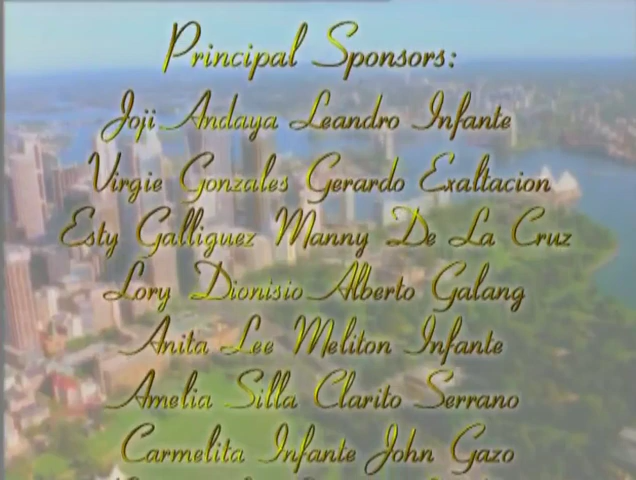 Principal Sponsors:
Joji Andaya Leandro Infante
Virgie Gonzales Gerardo Exaltacion
Esty Galliguez Manny De La Cruz
Lory Dionisio Alberto Galang
Anita Lee Meliton Infante
Amelia Silla Clarito Serrano
Carmelita Infante John Gazo